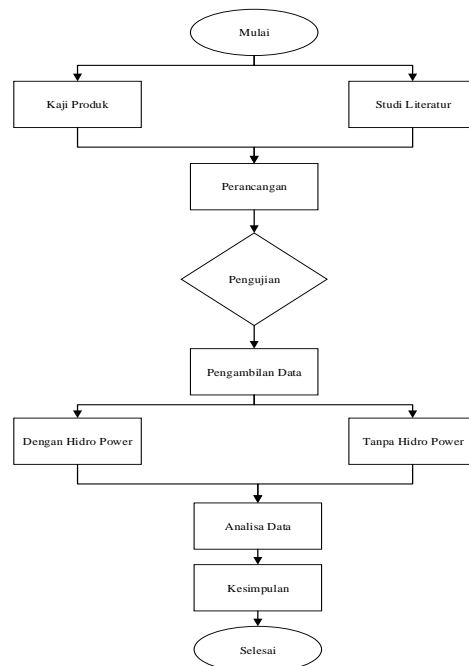 Mulai
Kaji Produk
Studi Literatur
Perancangan
Pengujian
Pengambilan Data
Dengan Hidro Power
Tanpa Hidro Power
Analisa Data
Kesimpulan
Selesai